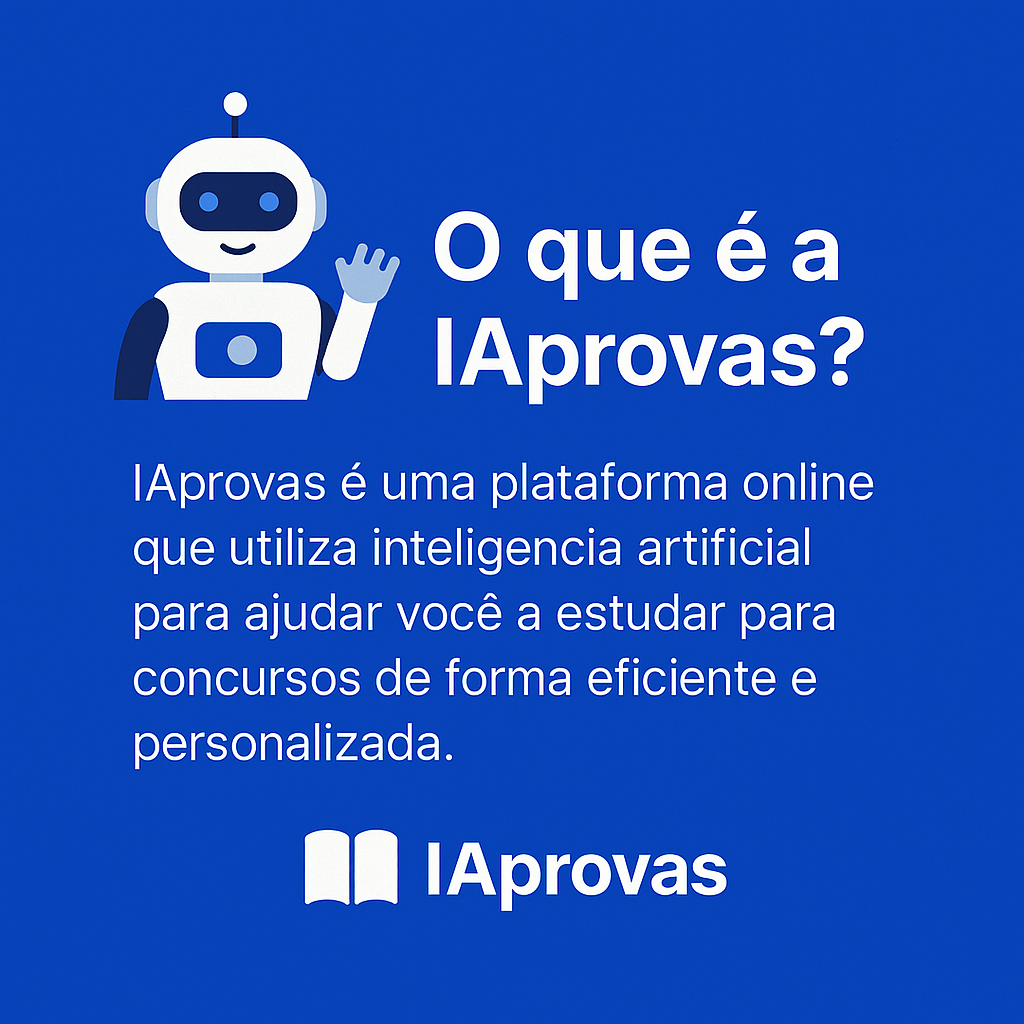 O que é a
IAprovas?
IAprovas é uma plataforma online
que utiliza inteligencia artificial
para ajudar você a estudar para
concursos de forma eficiente e
personalizada.
IAprovas